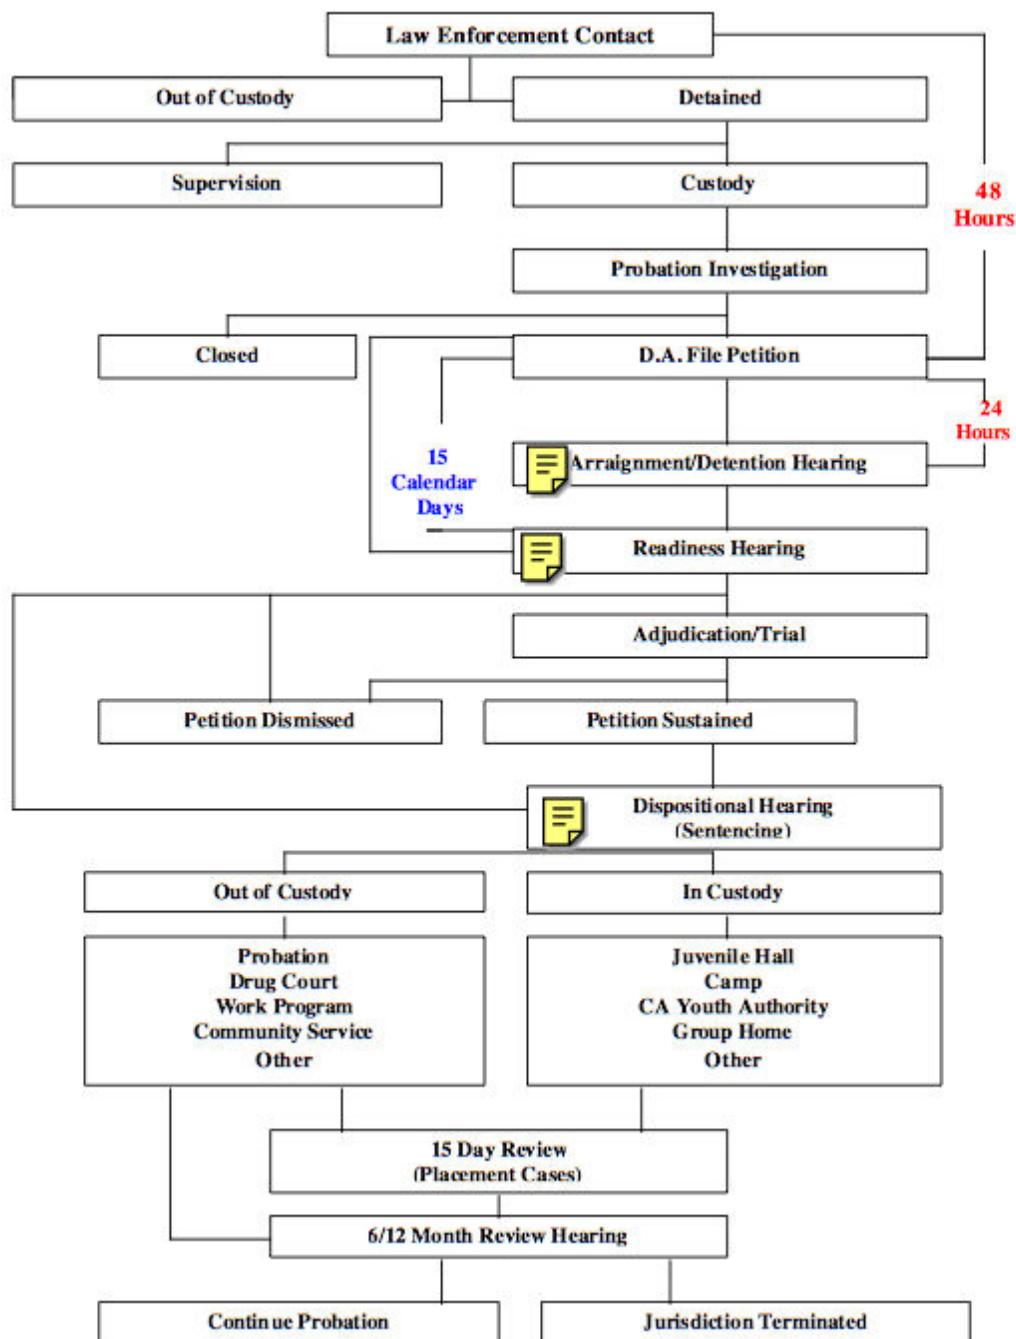 Law Enforcement Contact
Out of Custody
Detained
Supervision
Custody
48
Hours
Probation Investigation
Closed
D.A. File Petition
24
Hours
15
Calendar
Days
Arraignment/Detention Hearing
Readiness Hearing
Adjudication/Trial
Petition Dismissed
Petition Sustained
Dispositional Hearing
(Sentencing)
Out of Custody
In Custody
Probation
Drug Court
Work Program
Community Service
Other
Juvenile Hall
Camp
CA Youth Authority
Group Home
Other
15 Day Review
(Placement Cases)
6/12 Month Review Hearing
Continue Probation
Jurisdiction Terminated